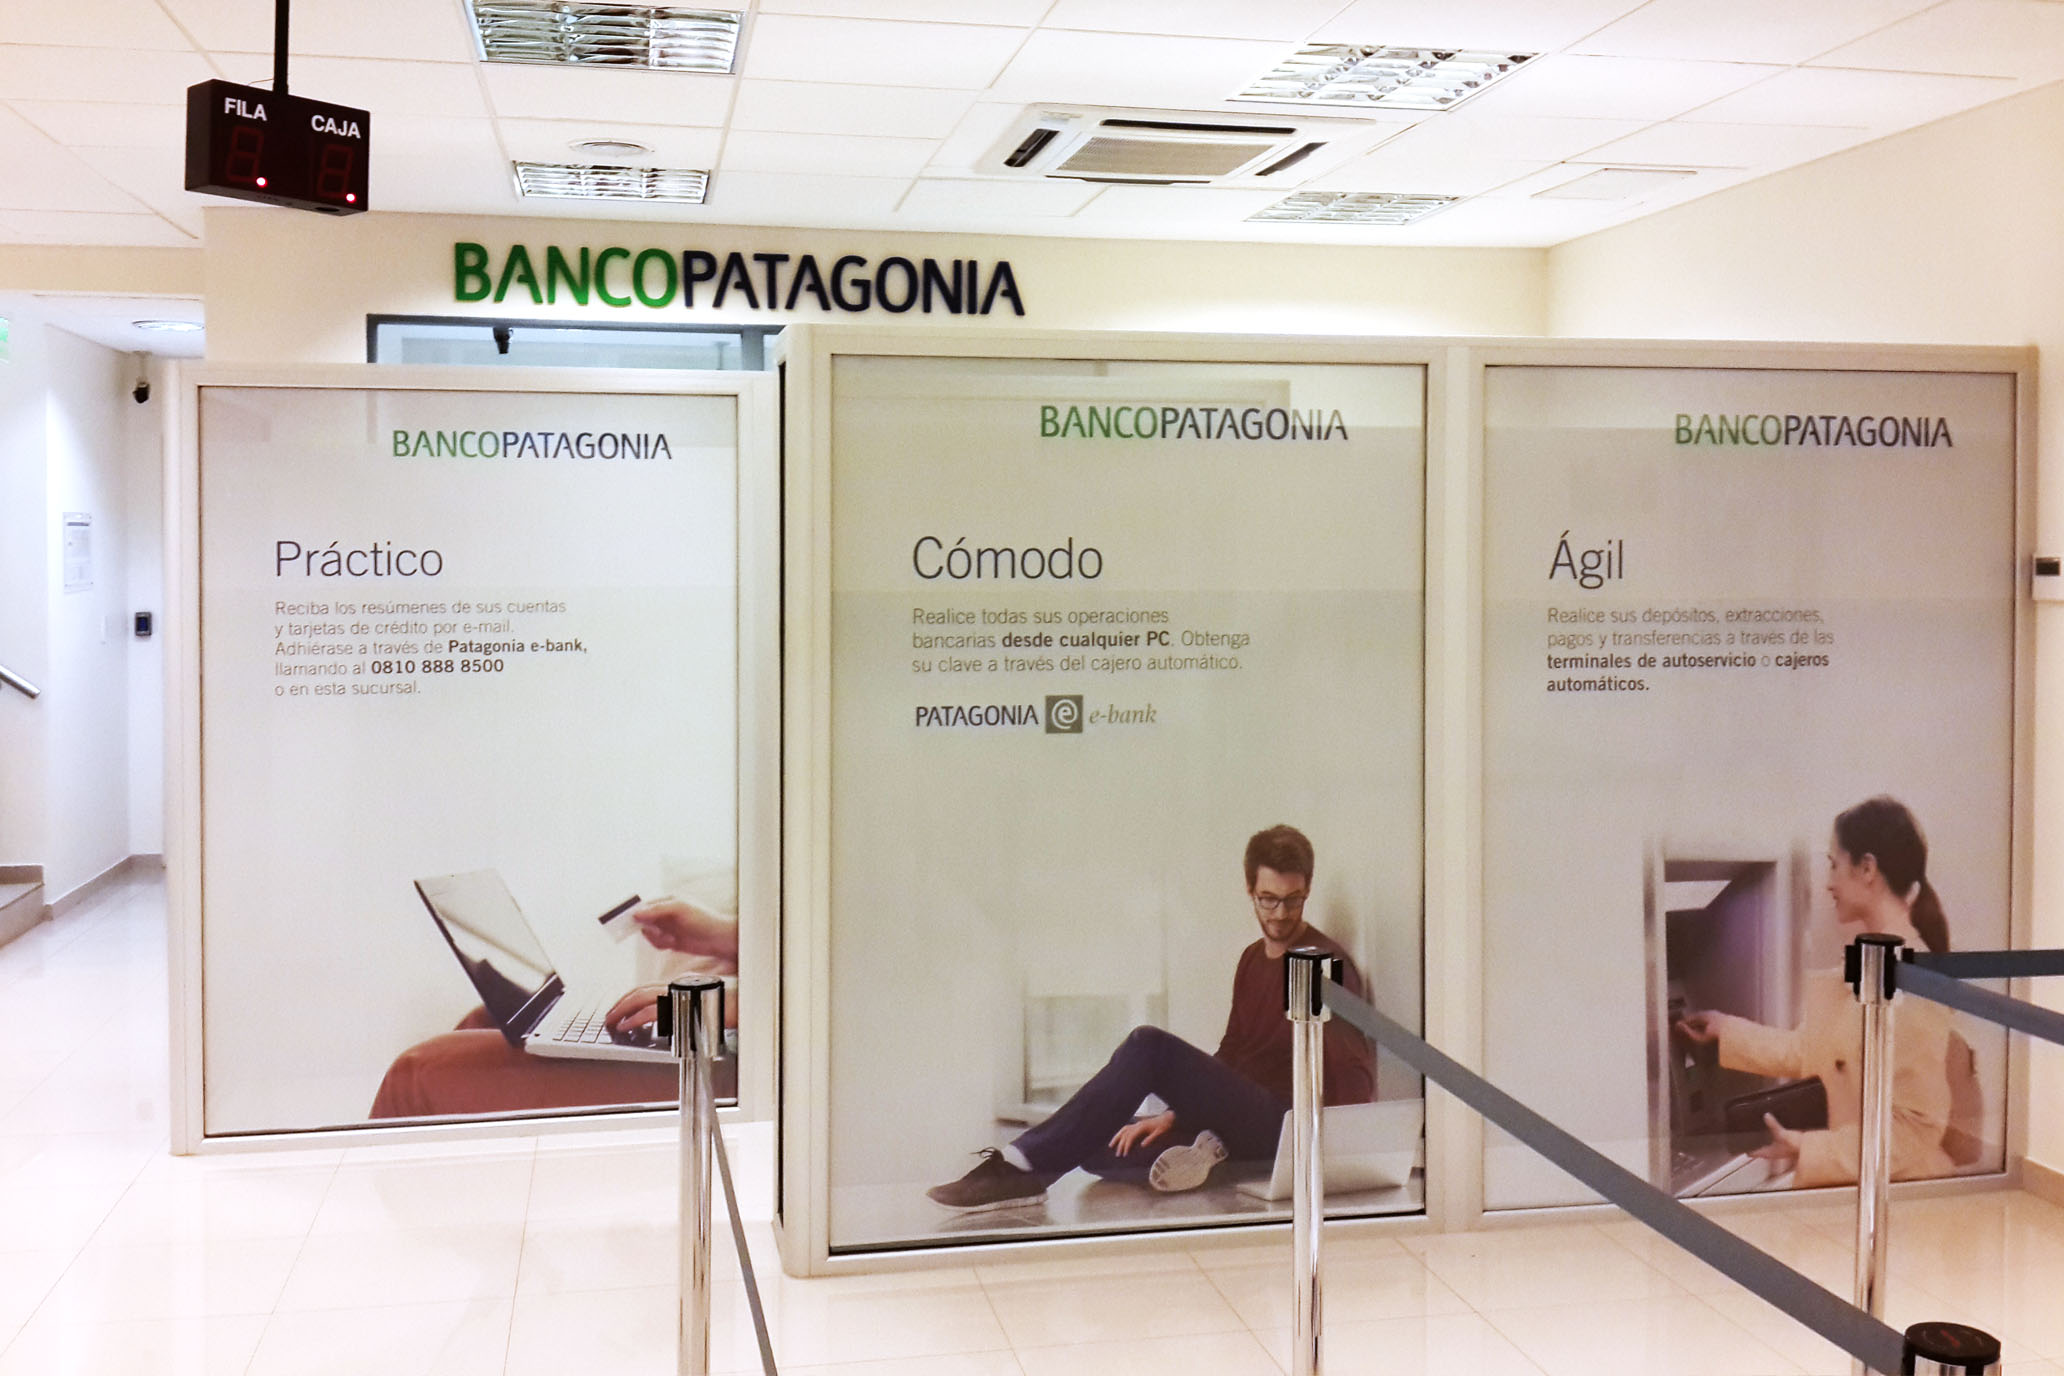 FILA CAJA
BANCOPATAGONIA
BANCOPATAGONIA
Práctico
Reciba los resúmenes de sus cuentas
y tarjetas de crédito por e-mail.
Adhiérase a través de Patagonia e-bank,
llamando al 0810 888 8500
o en esta sucursal.
BANCOPATAGONIA
Cómodo
Realice todas sus operaciones
bancarias desde cualquier PC. Obtenga
su clave a través del cajero automático.
PATAGONIA e e-bank
BANCOPATAGONIA
Ágil
Realice sus depósitos, extracciones,
pagos y transferencias a través de las
terminales de autoservicio o cajeros
automáticos.